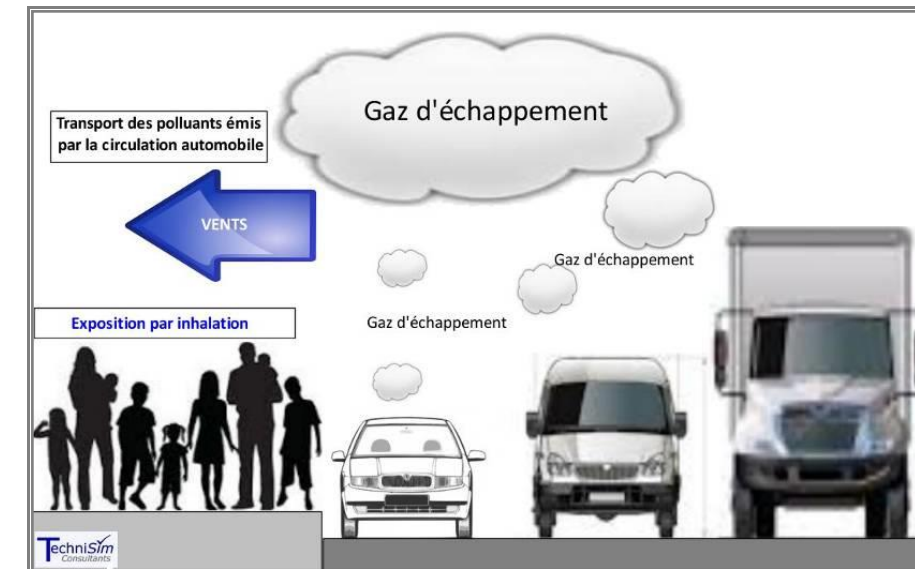 Gaz d'échappement
Transport des polluants émis
par la circulation automobile
VENTS
Gaz d'échappement
Exposition par inhalation
Gaz d'échappement
TechniSim
Consultants